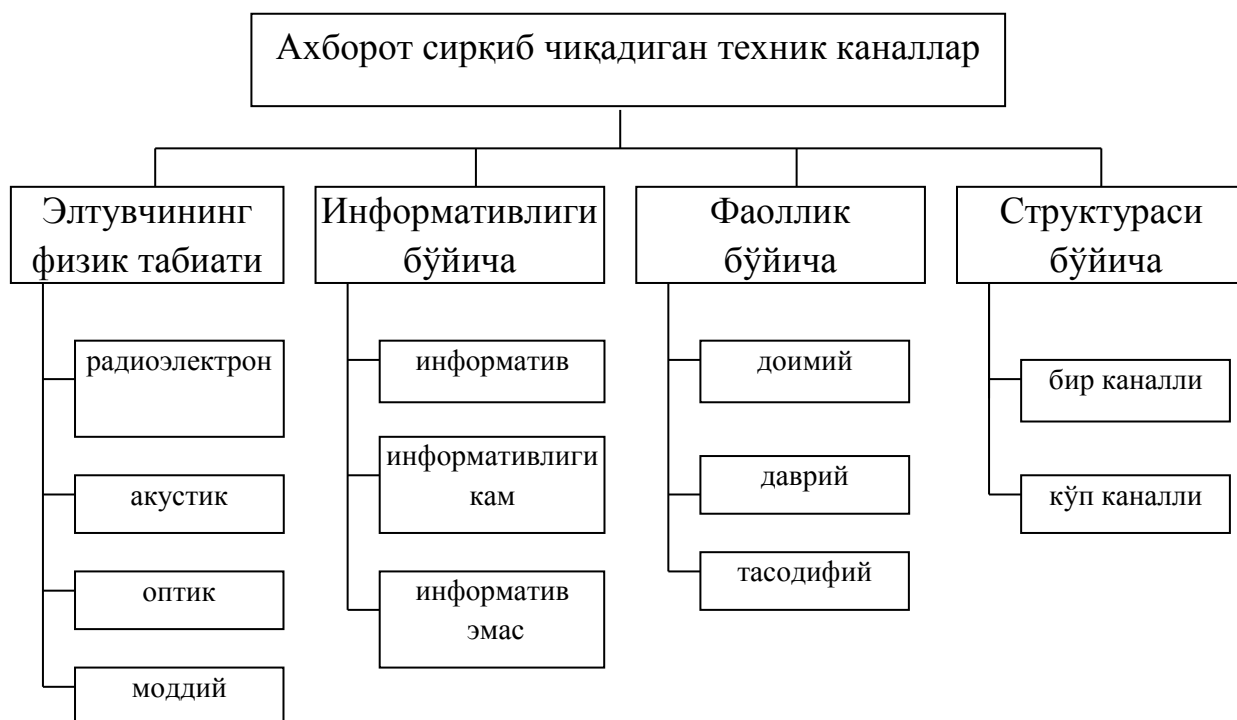 Ахборот сирқиб чиқадиган техник каналлар
Элтувчининг
физик табиати
радиоэлектрон
акустик
оптик
моддий
Информативлиги
бўйича
информатив
информативлиги
кам
информатив
эмас
Фаоллик
бўйича
доимий
даврий
тасодифий
Структураси
бўйича
бир каналли
кўп каналли